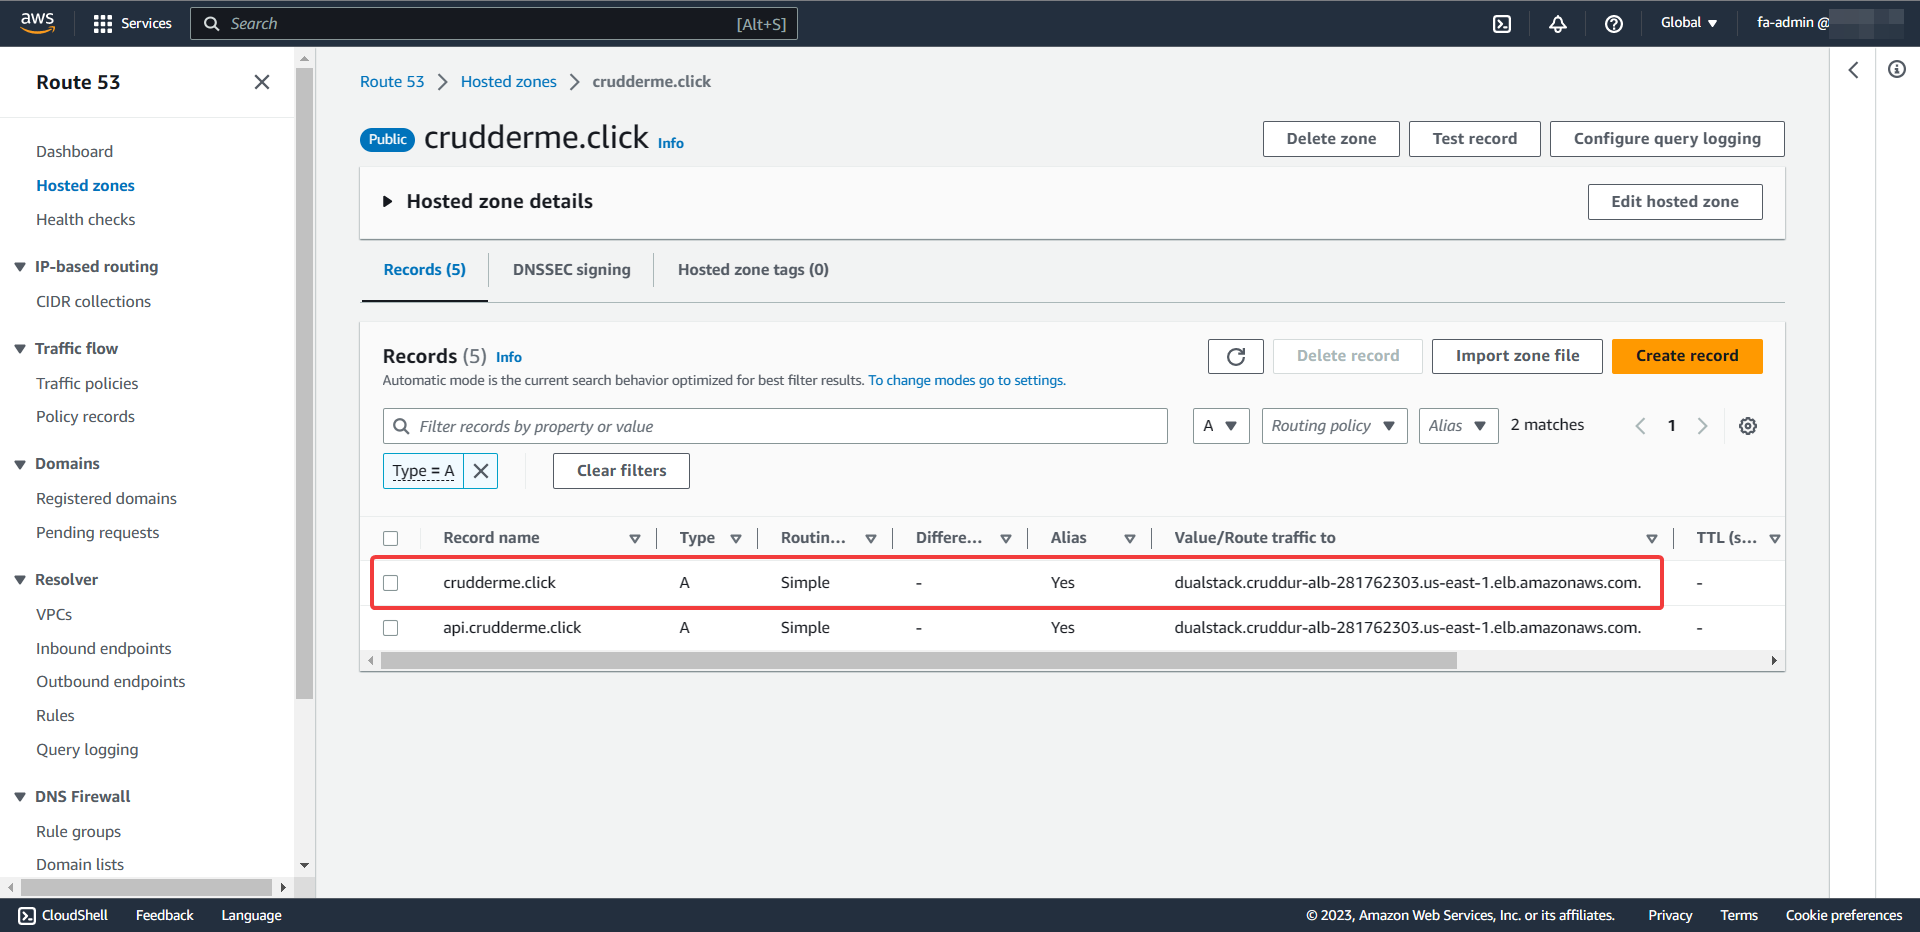 aws Services Search [Alt+S] Global fa-admin @
Route 53
Dashboard
Hosted zones
Health checks
IP-based routing
CIDR collections
Traffic flow
Traffic policies
Policy records
Domains
Registered domains
Pending requests
Resolver
VPCs
Inbound endpoints
Outbound endpoints
Rules
Query logging
DNS Firewall
Rule groups
Domain lists
Route 53 Hosted zones crudderme.click
Public crudderme.click Info Delete zone Test record Configure query logging
Hosted zone details Edit hosted zone
Records (5) DNSSEC signing Hosted zone tags (0)
Records (5) Info Delete record Import zone file Create record
Automatic mode is the current search behavior optimized for best filter results. To change modes go to settings.
Filter records by property or value A Routing policy Alias 2 matches 1
Type = A Clear filters
Record name Type Routin... Differe... Alias Value/Route traffic to TTL (s...
crudderme.click A Simple - Yes dualstack.cruddur-alb-281762303.us-east-1.elb.amazonaws.com. -
api.crudderme.click A Simple - Yes dualstack.cruddur-alb-281762303.us-east-1.elb.amazonaws.com. -
CloudShell Feedback Language © 2023, Amazon Web Services, Inc. or its affiliates. Privacy Terms Cookie preferences